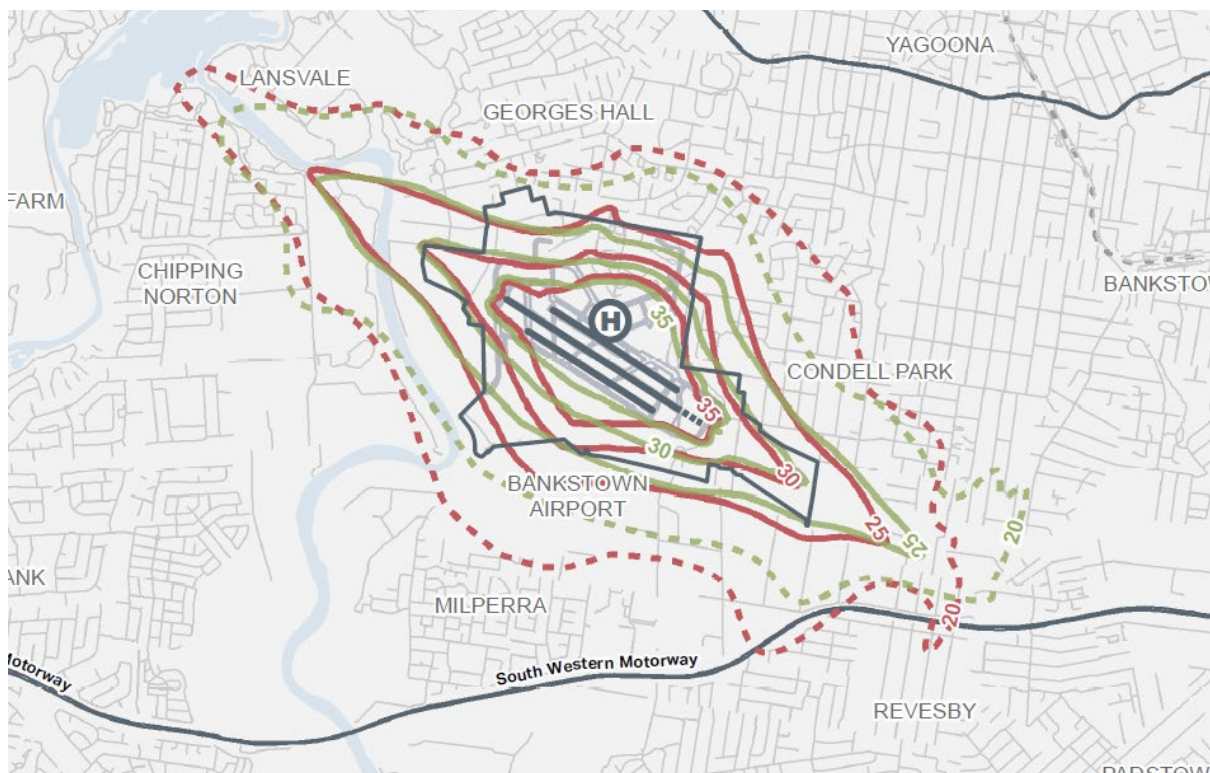 YAGOONA
LANSVALE
GEORGES HALL
FARM
CHIPPING
NORTON
BANKSTOW
H
35
CONDELL PARK
35
30
30
BANKSTOWN
AIRPORT
25
25
20
ANK
MILPERRA
20
Motorway
South Western Motorway
REVESBY
PADSTOW